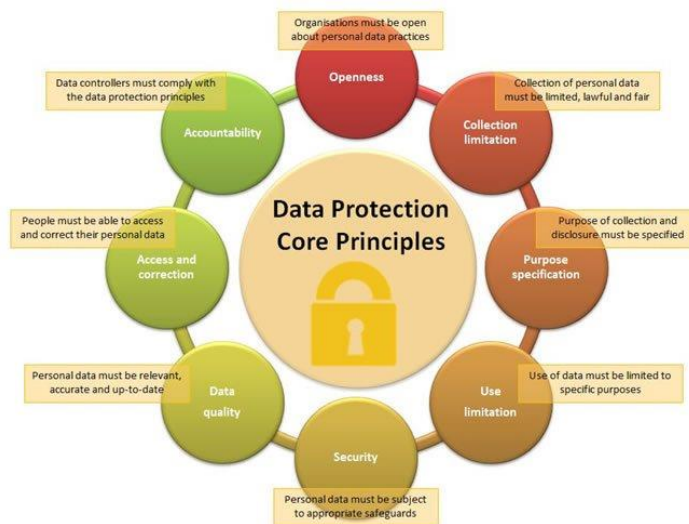 Organisations must be open
about personal data practices
Openness
Collection of personal data
must be limited, lawful and fair
Collection
limitation
Purpose of collection and
disclosure must be specified
Purpose
specification
Use of data must be limited to
specific purposes
Use
limitation
Security
Personal data must be subject
to appropriate safeguards
Personal data must be relevant,
accurate and up-to-date
Data
quality
People must be able to access
and correct their personal data
Access and
correction
Data controllers must comply with
the data protection principles
Accountability
Data Protection
Core Principles